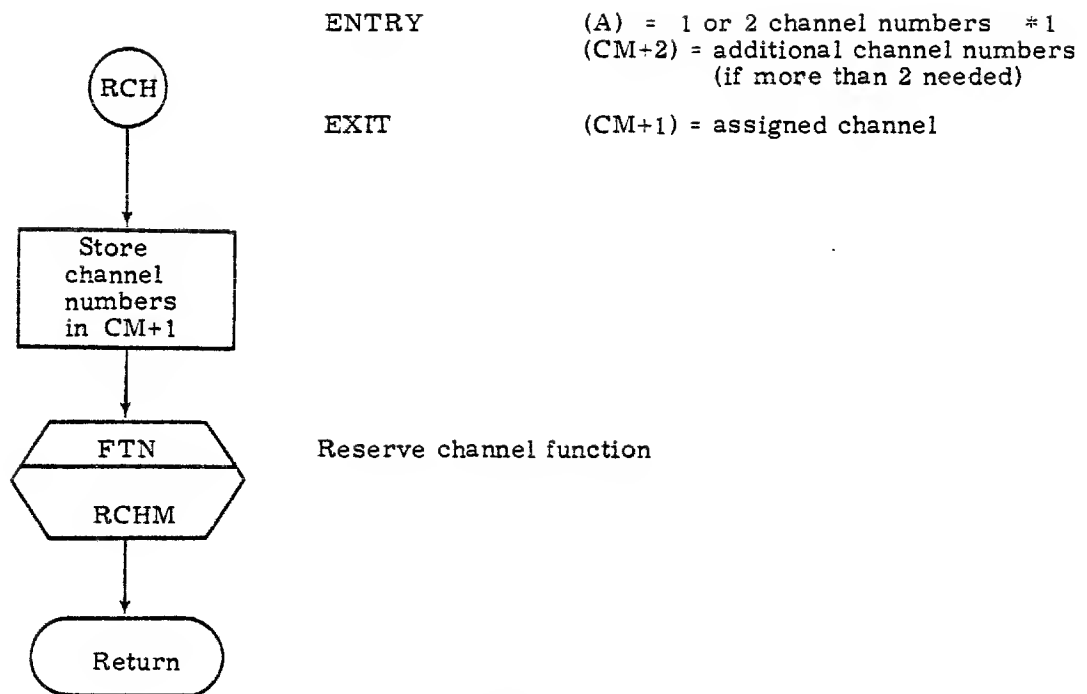 ENTRY (A) = 1 or 2 channel numbers *1
(CM+2) = additional channel numbers
(if more than 2 needed)
RCH
EXIT (CM+1) = assigned channel
Store
channel
numbers
in CM+1
FTN
Reserve channel function
RCHM
Return